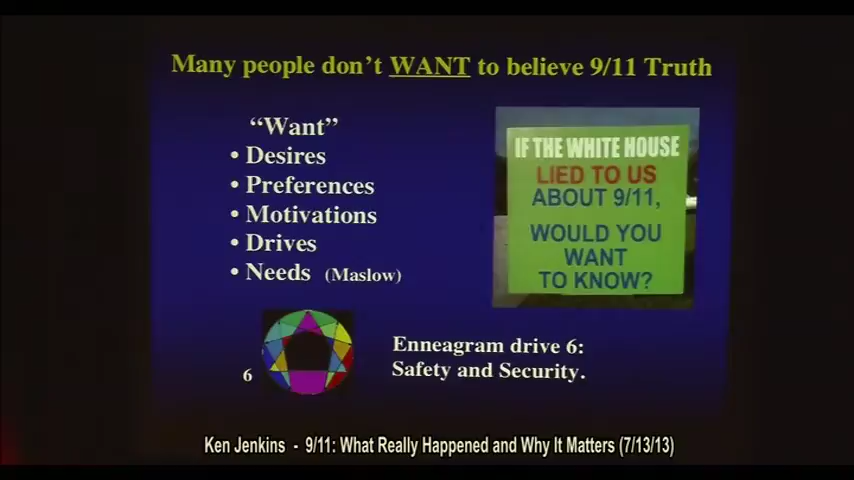 Many people don't WANT to believe 9/11 Truth
“Want”
• Desires
• Preferences
• Motivations
• Drives
• Needs (Maslow)
IF THE WHITE HOUSE
LIED TO US
ABOUT 9/11,
WOULD YOU
WANT
TO KNOW?
6
Enneagram drive 6:
Safety and Security.
Ken Jenkins - 9/11: What Really Happened and Why It Matters (7/13/13)